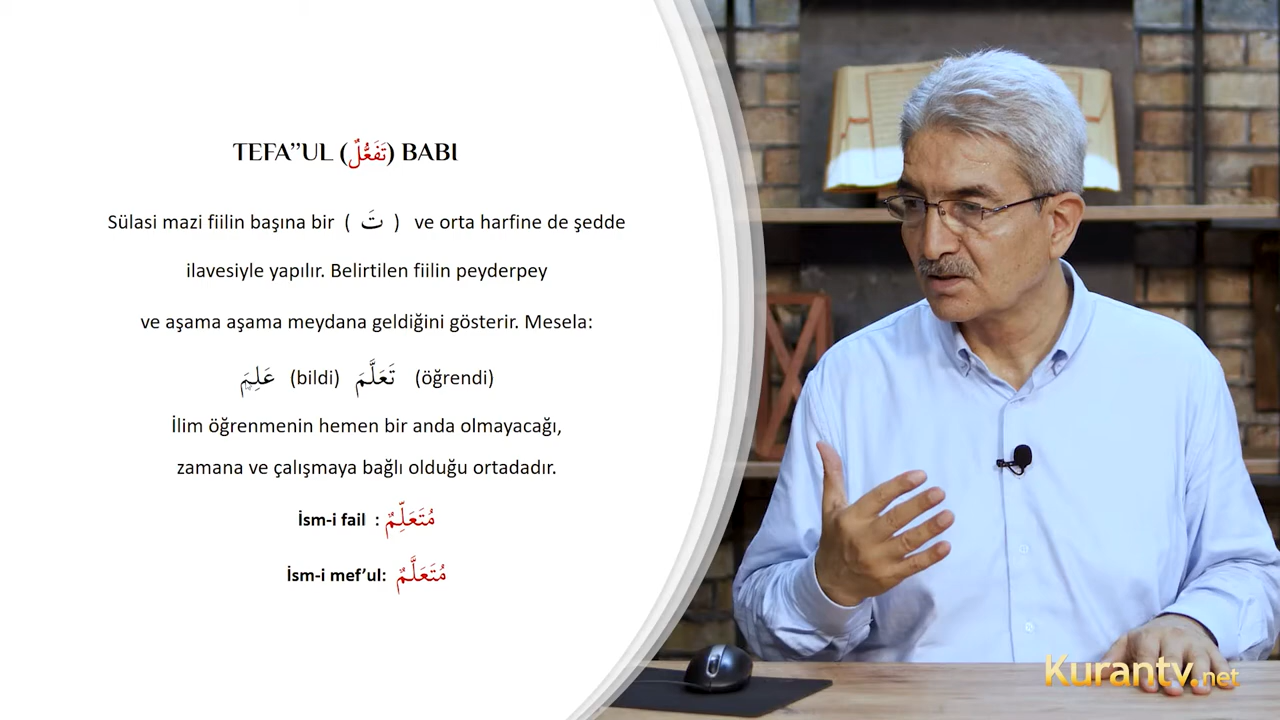 TEFA’’UL (تَفَعُّلٌ) BABI
Sülasi mazi fiilin başına bir ( تَ ) ve orta harfine de şedde
ilavesiyle yapılır. Belirtilen fiilin peyderpey
ve aşama aşama meydana geldiğini gösterir. Mesela:
عَلِمَ (bildi) تَعَلَّمَ (öğrendi)
İlim öğrenmenin hemen bir anda olmayacağı,
zamana ve çalışmaya bağlı olduğu ortadadır.
İsm-i fail : مُتَعَلِّمٌ
İsm-i mef’ul: مُتَعَلَّمٌ
Kurantv.net